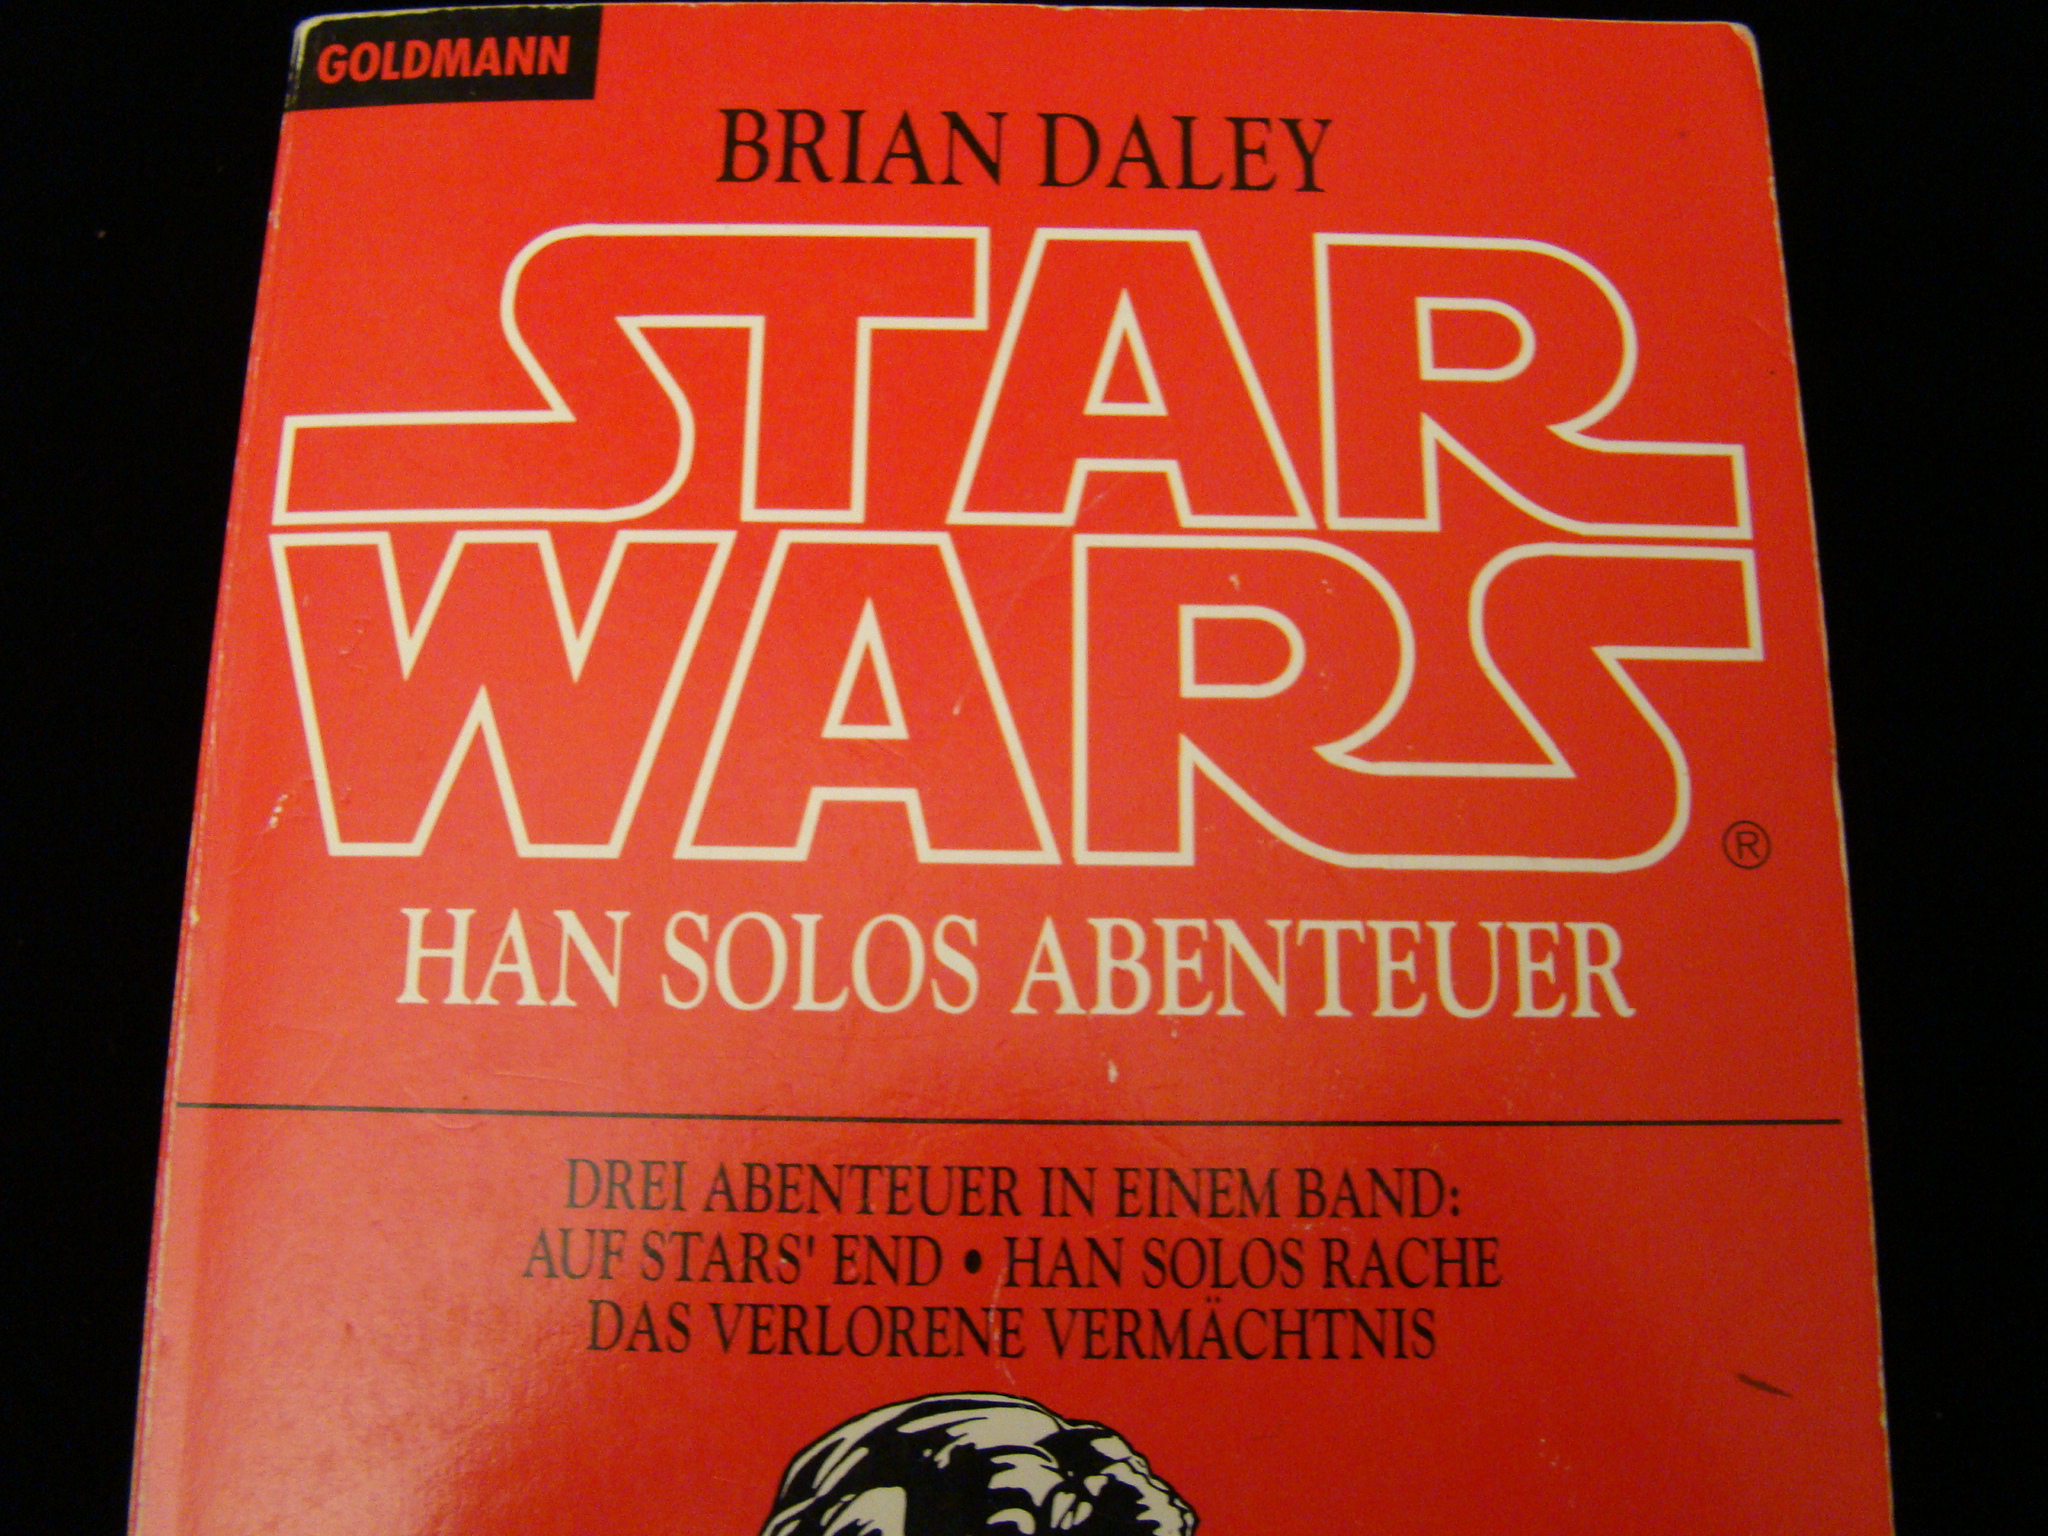 GOLDMANN
BRIAN DALEY
STAR
WARS
®
HAN SOLOS ABENTEUER
DREI ABENTEUER IN EINEM BAND:
AUF STARS' END • HAN SOLOS RACHE
DAS VERLORENE VERMÄCHTNIS